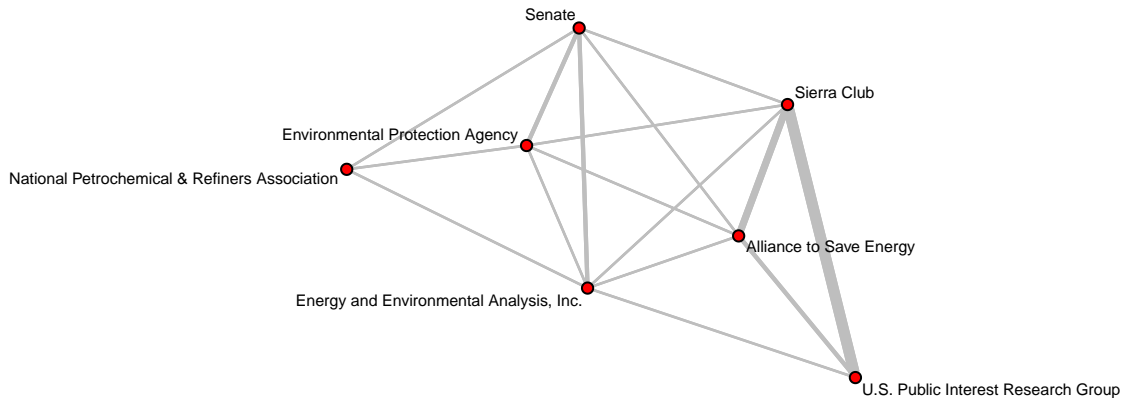 Senate
Sierra Club
Environmental Protection Agency
National Petrochemical & Refiners Association
Alliance to Save Energy
Energy and Environmental Analysis, Inc.
U.S. Public Interest Research Group